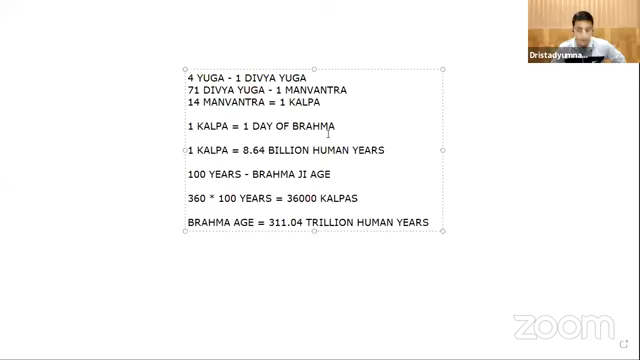 4 YUGA - 1 DIVYA YUGA
71 DIVYA YUGA - 1 MANVANTRA
14 MANVANTRA = 1 KALPA
1 KALPA = 1 DAY OF BRAHMA
1 KALPA = 8.64 BILLION HUMAN YEARS
100 YEARS - BRAHMA JI AGE
360 * 100 YEARS = 36000 KALPAS
BRAHMA AGE = 311.04 TRILLION HUMAN YEARS
Dristadyumna...
zoom